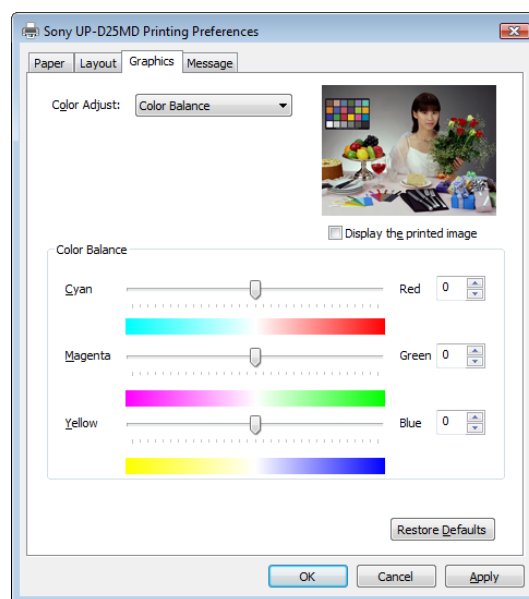 Sony UP-D25MD Printing Preferences
Paper Layout Graphics Message
Color Adjust: Color Balance
Display the printed image
Color Balance
Cyan Red 0
Magenta Green 0
Yellow Blue 0
Restore Defaults
OK Cancel Apply